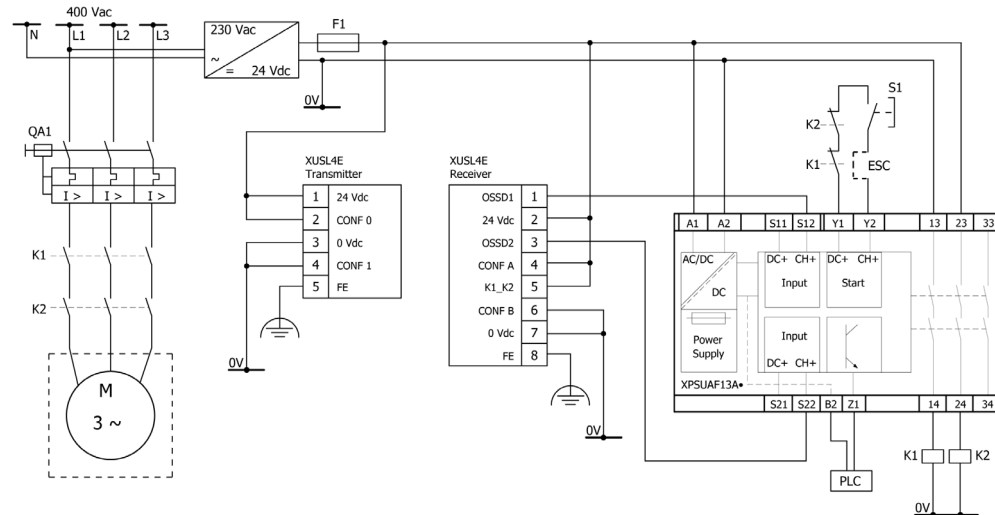 400 Vac
N L1 L2 L3
230 Vac
~
= 24 Vdc
F1
0V
QA1
I > I > I >
K1
K2
M
3 ~
XUSL4E
Transmitter
1 24 Vdc
2 CONF 0
3 0 Vdc
4 CONF 1
5 FE
0V
XUSL4E
Receiver
OSSD1 1
24 Vdc 2
OSSD2 3
CONF A 4
K1_K2 5
CONF B 6
0 Vdc 7
FE 8
0V
S1
K2
K1
ESC
A1 A2 S11 S12 Y1 Y2 13 23 33
AC/DC
DC
DC+ CH+
Input
DC+ CH+
Start
Power
Supply
Input
DC+ CH+
XPSUAF13A•
S21 S22 B2 Z1 14 24 34
PLC
K1 K2
0V